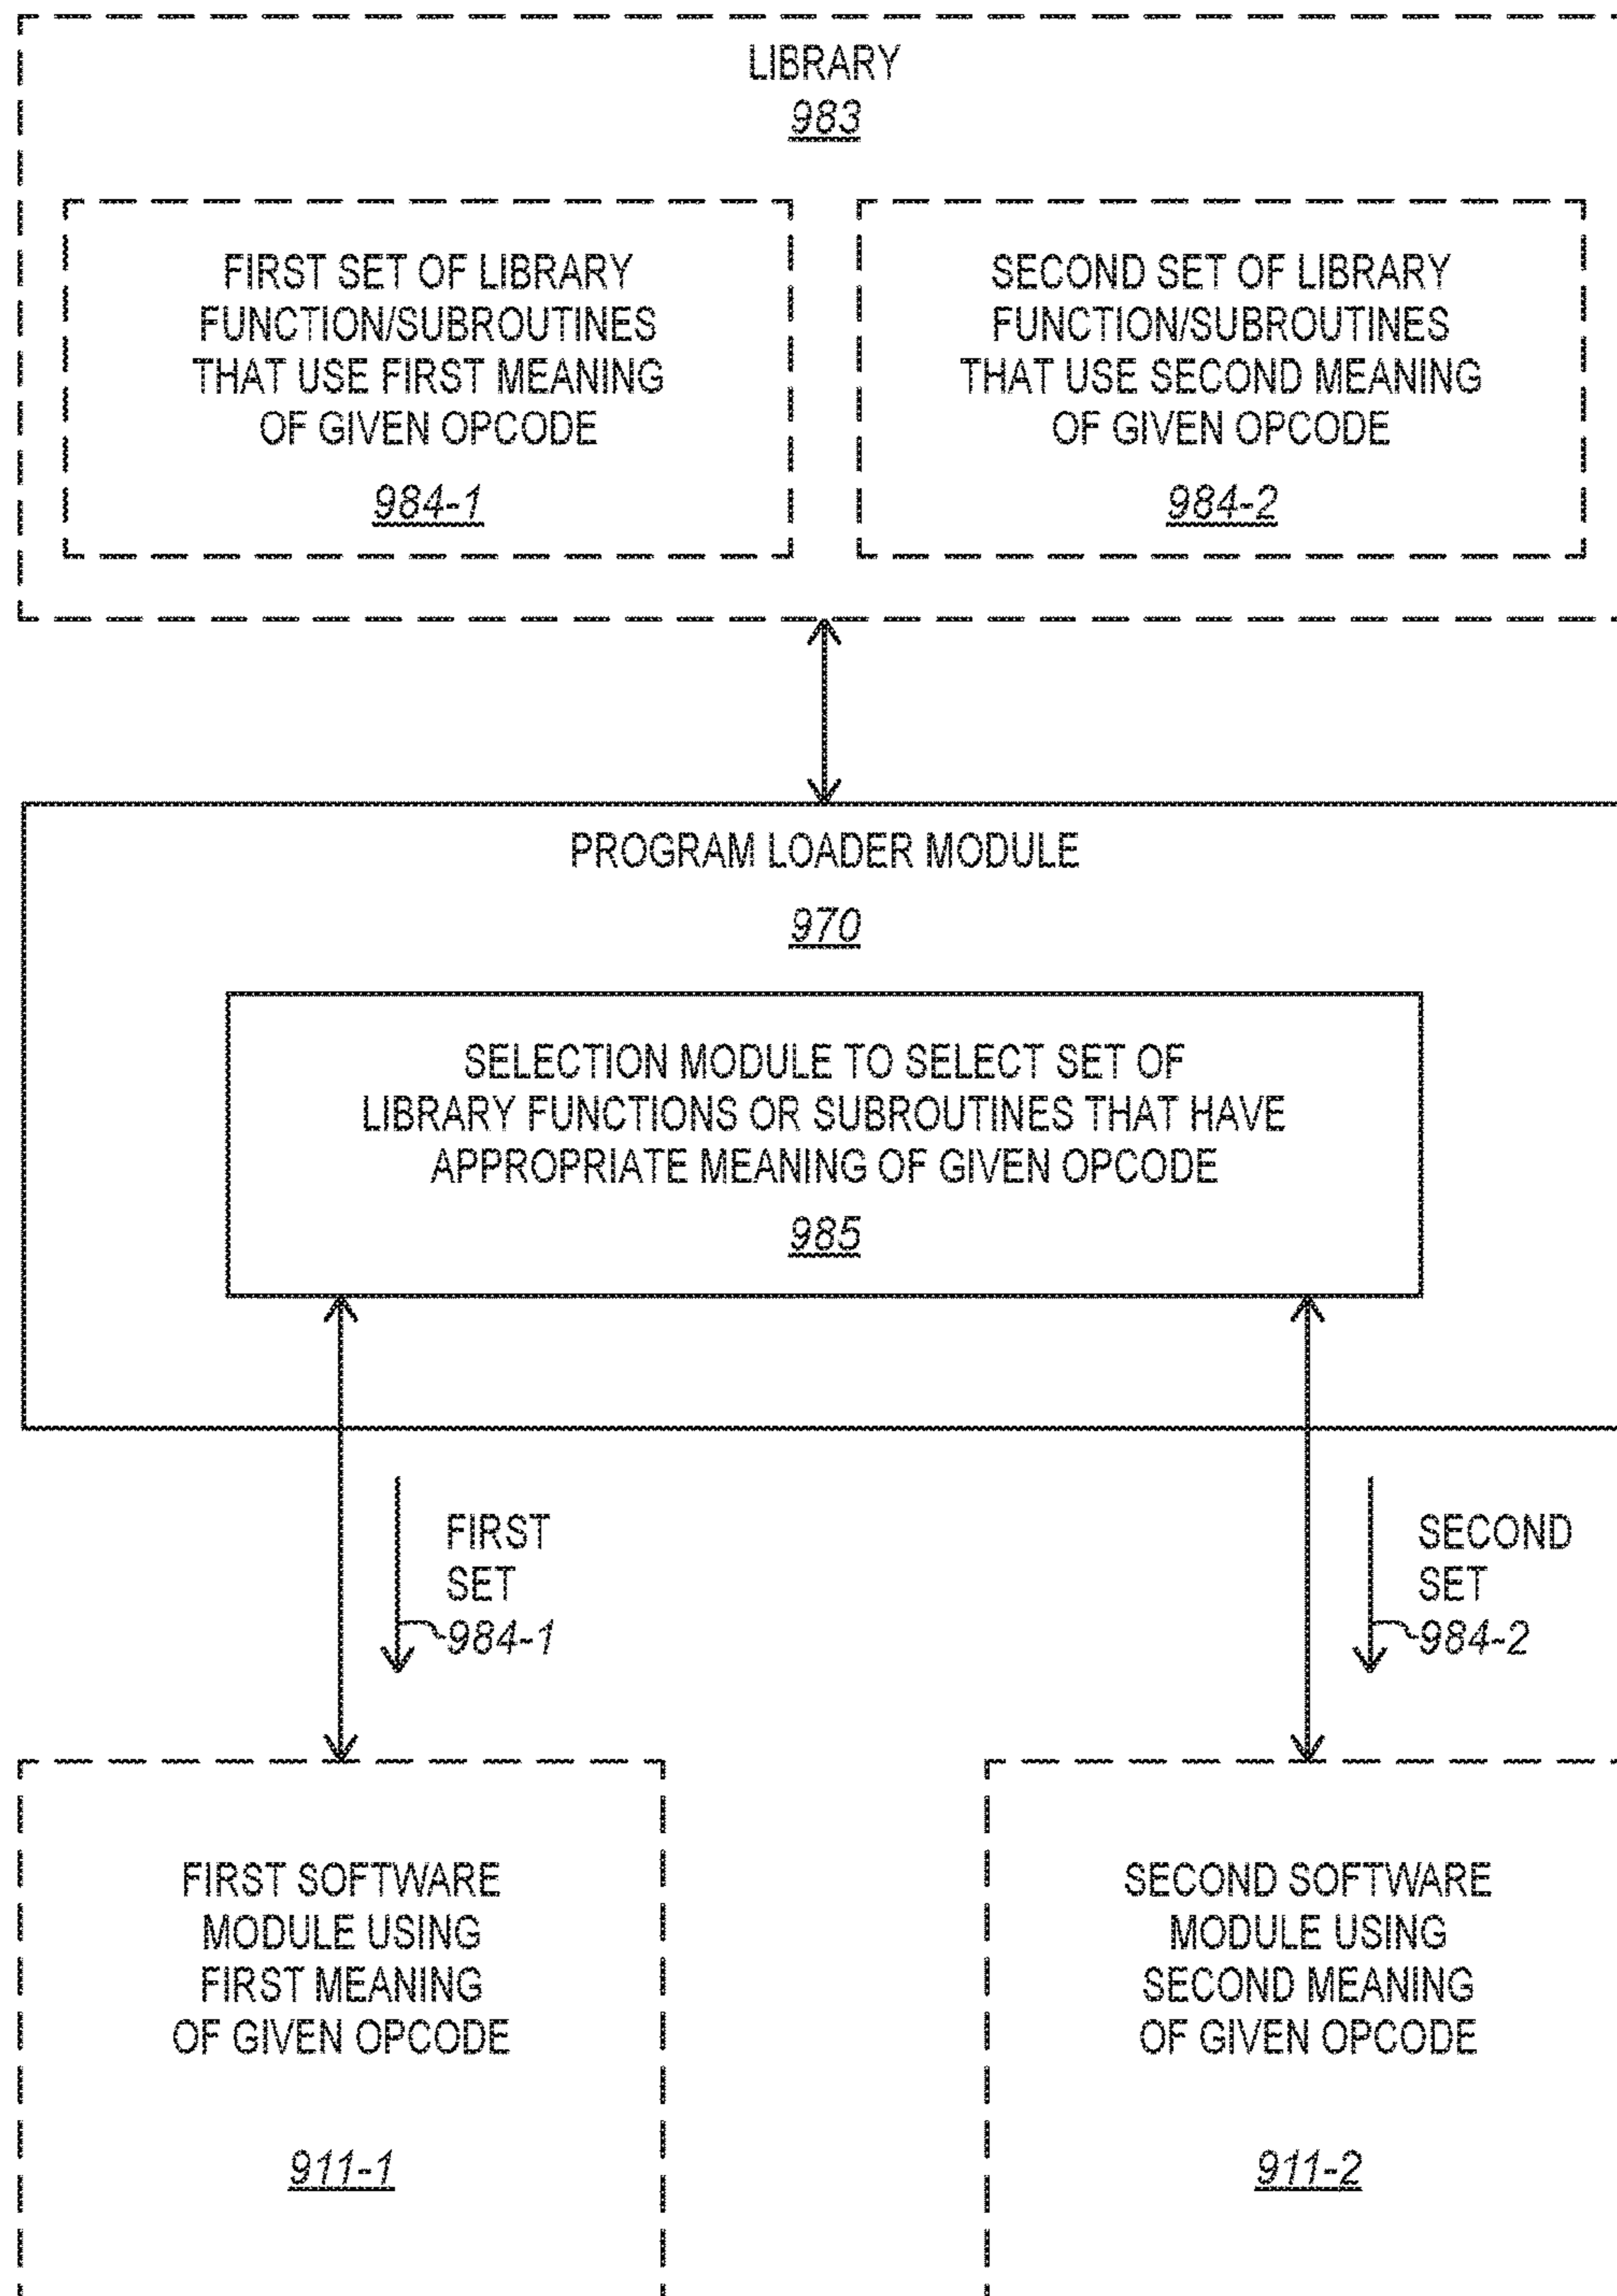 LIBRARY
983
FIRST SET OF LIBRARY
FUNCTION/SUBROUTINES
THAT USE FIRST MEANING
OF GIVEN OPCODE
984-1
SECOND SET OF LIBRARY
FUNCTION/SUBROUTINES
THAT USE SECOND MEANING
OF GIVEN OPCODE
984-2
PROGRAM LOADER MODULE
970
SELECTION MODULE TO SELECT SET OF
LIBRARY FUNCTIONS OR SUBROUTINES THAT HAVE
APPROPRIATE MEANING OF GIVEN OPCODE
985
FIRST
SET
984-1
SECOND
SET
984-2
FIRST SOFTWARE
MODULE USING
FIRST MEANING
OF GIVEN OPCODE
911-1
SECOND SOFTWARE
MODULE USING
SECOND MEANING
OF GIVEN OPCODE
911-2